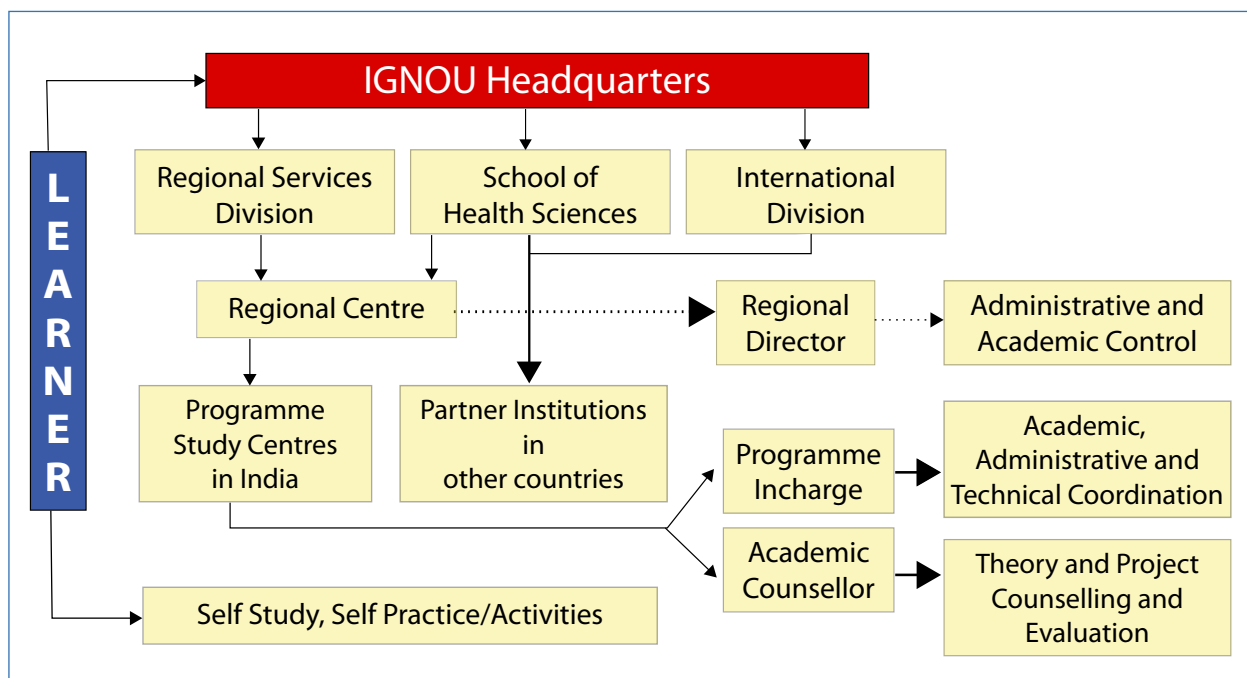 IGNOU Headquarters
LEARNER
Regional Services
Division
School of
Health Sciences
International
Division
Regional Centre
Regional
Director
Administrative and
Academic Control
Programme
Study Centres
in India
Partner Institutions
in
other countries
Programme
Incharge
Academic,
Administrative and
Technical Coordination
Academic
Counsellor
Theory and Project
Counselling and
Evaluation
Self Study, Self Practice/Activities